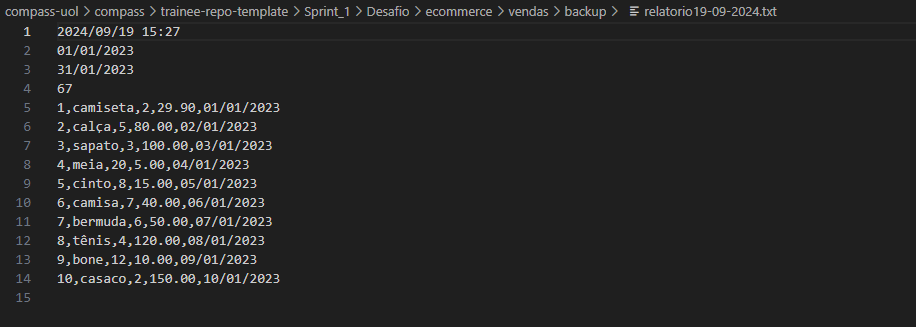 compass-uol > compass > trainee-repo-template > Sprint_1 > Desafio > ecommerce > vendas > backup > relatorio19-09-2024.txt
1 2024/09/19 15:27
2 01/01/2023
3 31/01/2023
4 67
5 1,camiseta,2,29.90,01/01/2023
6 2,calça,5,80.00,02/01/2023
7 3,sapato,3,100.00,03/01/2023
8 4,meia,20,5.00,04/01/2023
9 5,cinto,8,15.00,05/01/2023
10 6,camisa,7,40.00,06/01/2023
11 7,bermuda,6,50.00,07/01/2023
12 8,tênis,4,120.00,08/01/2023
13 9,bone,12,10.00,09/01/2023
14 10,casaco,2,150.00,10/01/2023
15